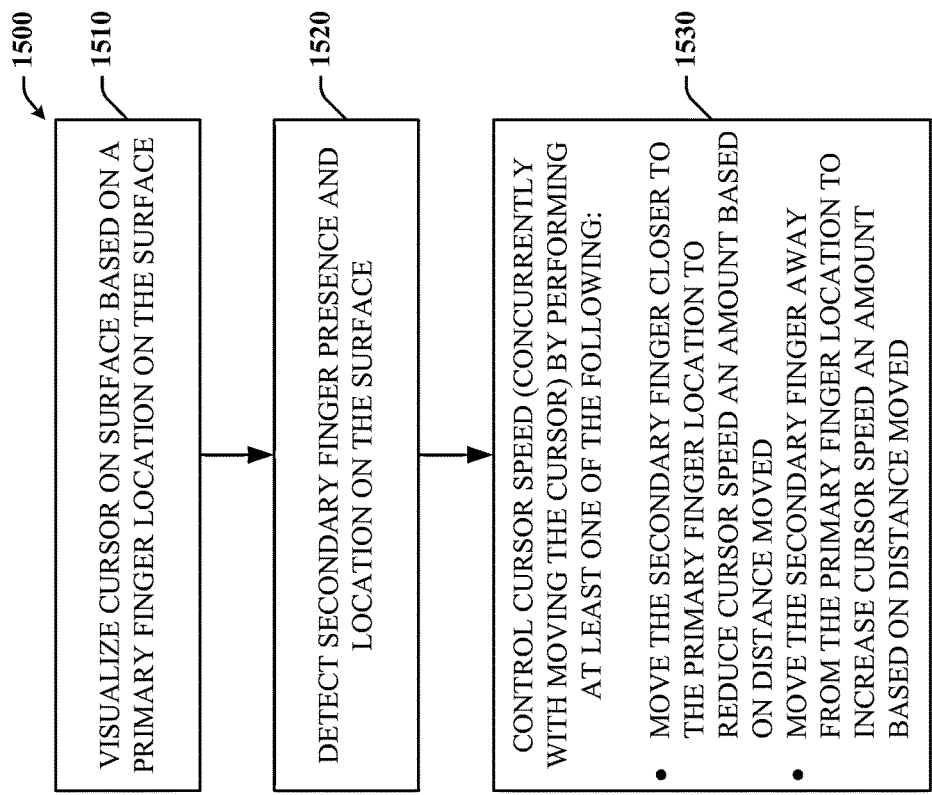 1500
1510
VISUALIZE CURSOR ON SURFACE BASED ON A
PRIMARY FINGER LOCATION ON THE SURFACE
1520
DETECT SECONDARY FINGER PRESENCE AND
LOCATION ON THE SURFACE
1530
CONTROL CURSOR SPEED (CONCURRENTLY
WITH MOVING THE CURSOR) BY PERFORMING
AT LEAST ONE OF THE FOLLOWING:
• MOVE THE SECONDARY FINGER CLOSER TO
THE PRIMARY FINGER LOCATION TO
REDUCE CURSOR SPEED AN AMOUNT BASED
ON DISTANCE MOVED
• MOVE THE SECONDARY FINGER AWAY
FROM THE PRIMARY FINGER LOCATION TO
INCREASE CURSOR SPEED AN AMOUNT
BASED ON DISTANCE MOVED